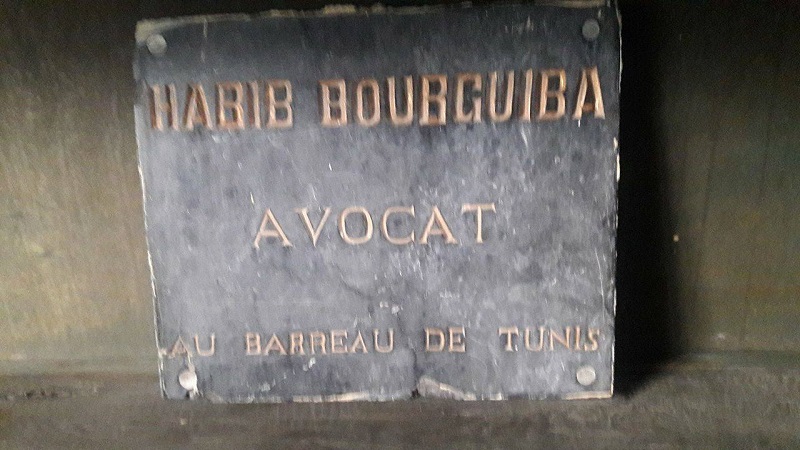 HABIB BOURGUIBA
AVOCAT
AU BARREAU DE TUNIS